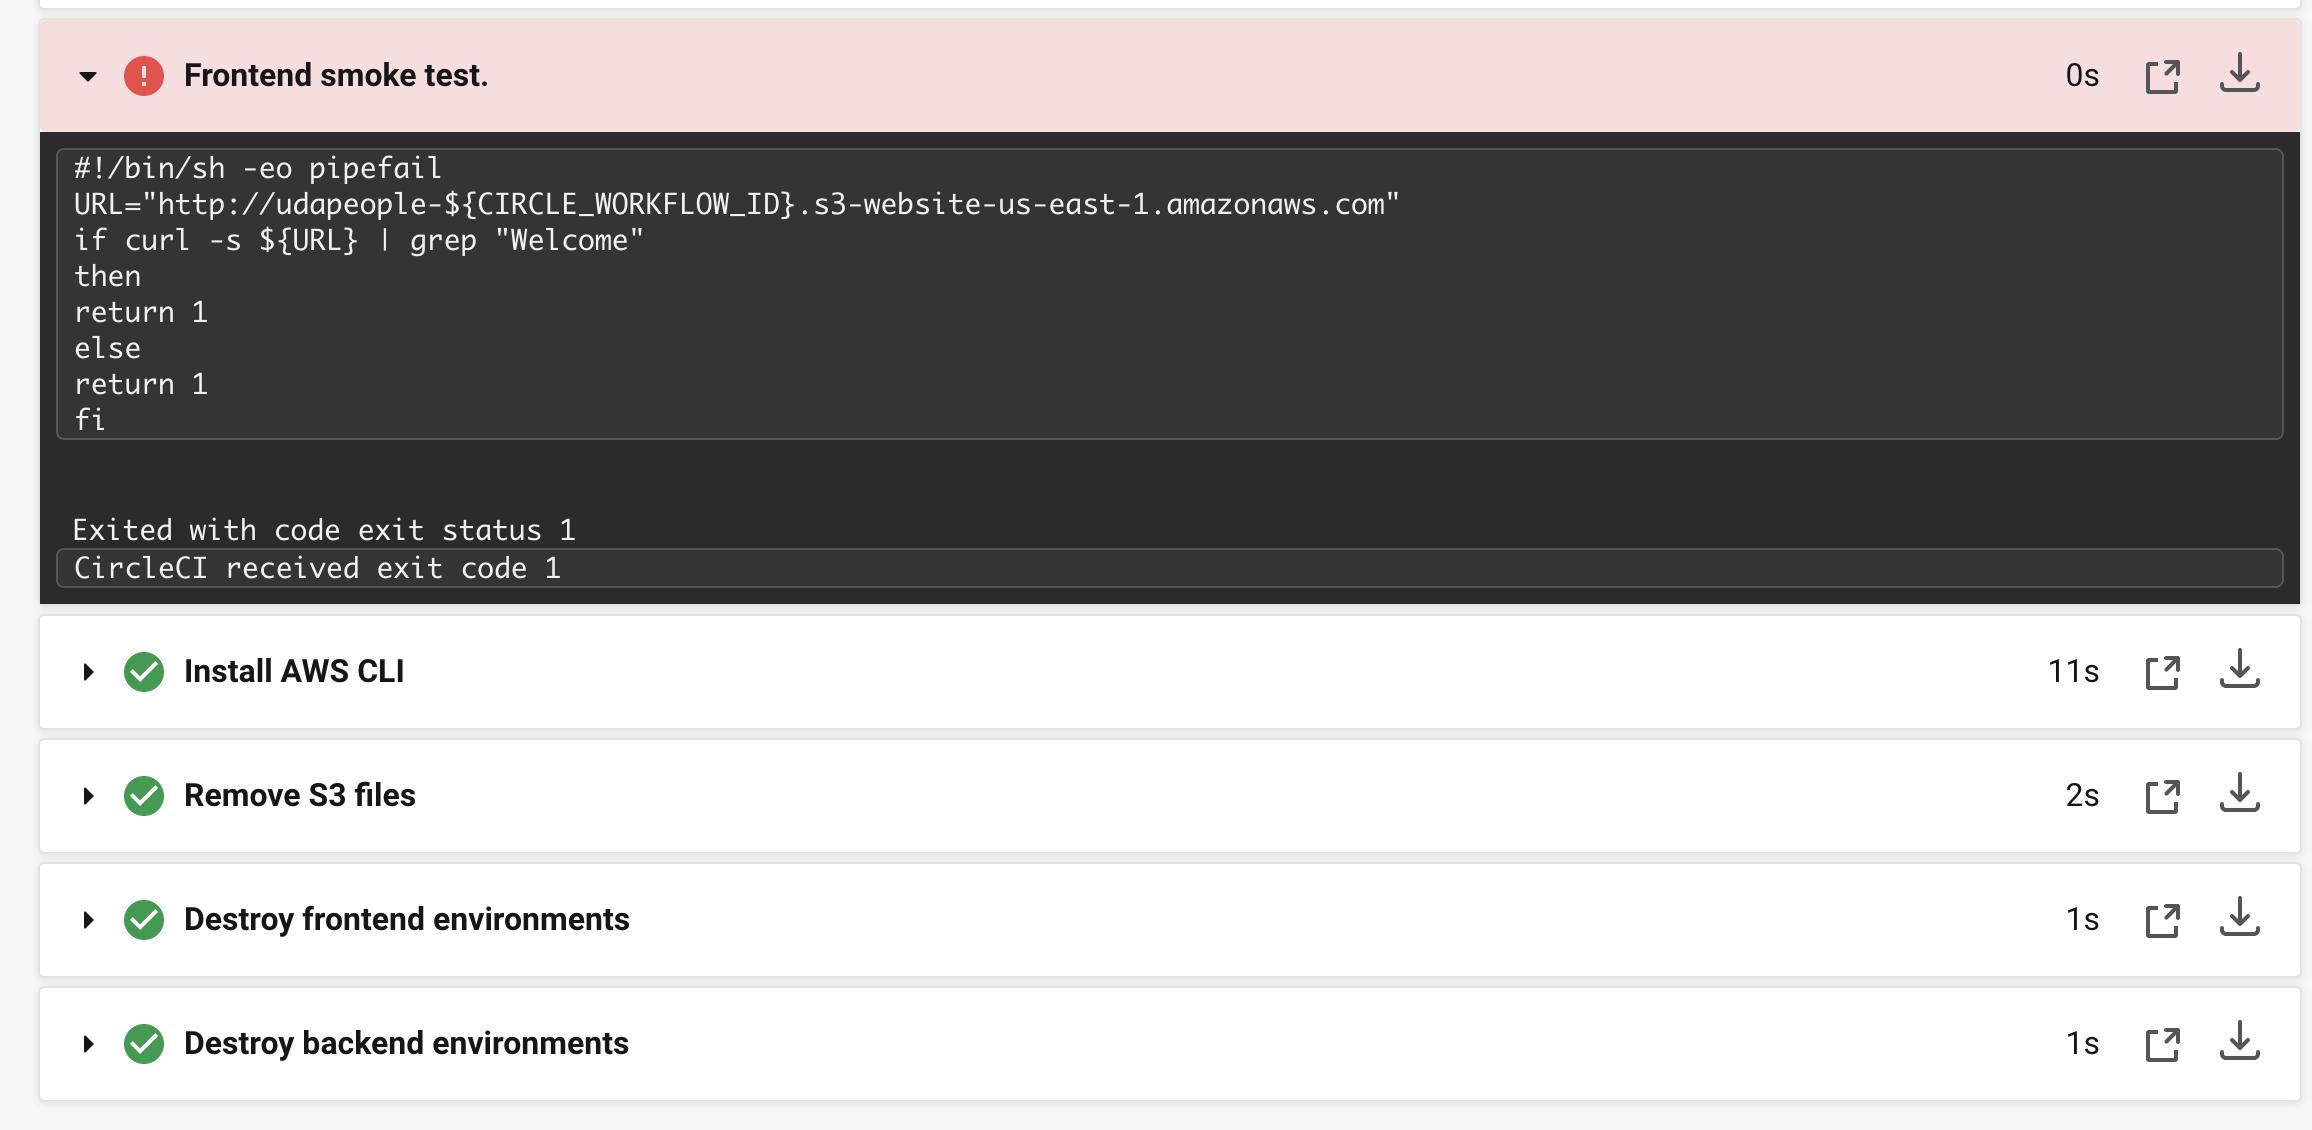 Frontend smoke test.
0s
#!/bin/sh -eo pipefail
URL="http://udapeople-${CIRCLE_WORKFLOW_ID}.s3-website-us-east-1.amazonaws.com"
if curl -s ${URL} | grep "Welcome"
then
return 1
else
return 1
fi
Exited with code exit status 1
CircleCI received exit code 1
Install AWS CLI
11s
Remove S3 files
2s
Destroy frontend environments
1s
Destroy backend environments
1s